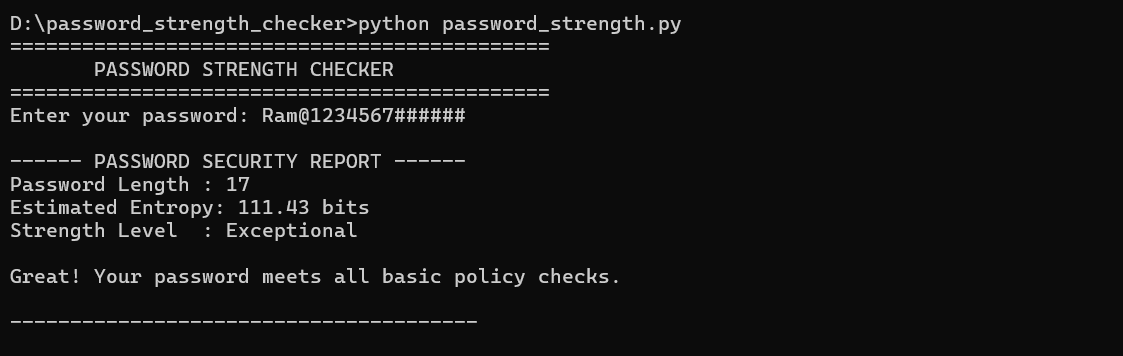 D:\password_strength_checker>python password_strength.py
=============================================
PASSWORD STRENGTH CHECKER
=============================================
Enter your password: Ram@1234567######
------ PASSWORD SECURITY REPORT ------
Password Length : 17
Estimated Entropy: 111.43 bits
Strength Level  : Exceptional
Great! Your password meets all basic policy checks.
---------------------------------------